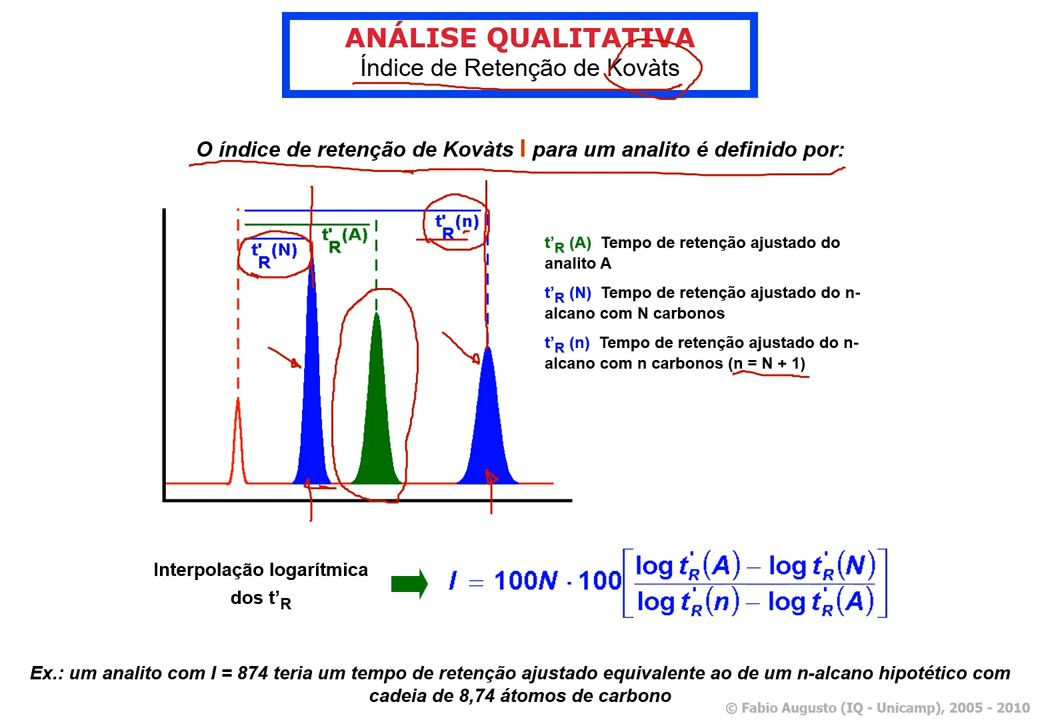 ANÁLISE QUALITATIVA
Índice de Retenção de Kovàts
O índice de retenção de Kovàts I para um analito é definido por:
t'R(n)
t'R(A)
t'R(N)
t’R (A) Tempo de retenção ajustado do
analito A
t’R (N) Tempo de retenção ajustado do n-
alcano com N carbonos
t’R (n) Tempo de retenção ajustado do n-
alcano com n carbonos (n = N + 1)
Interpolação logarítmica
dos t’R
I = 100N · 100[(log t'R(A) – log t'R(N)) / (log t'R(n) – log t'R(A))]
Ex.: um analito com I = 874 teria um tempo de retenção ajustado equivalente ao de um n-alcano hipotético com
cadeia de 8,74 átomos de carbono
© Fabio Augusto (IQ - Unicamp), 2005 - 2010